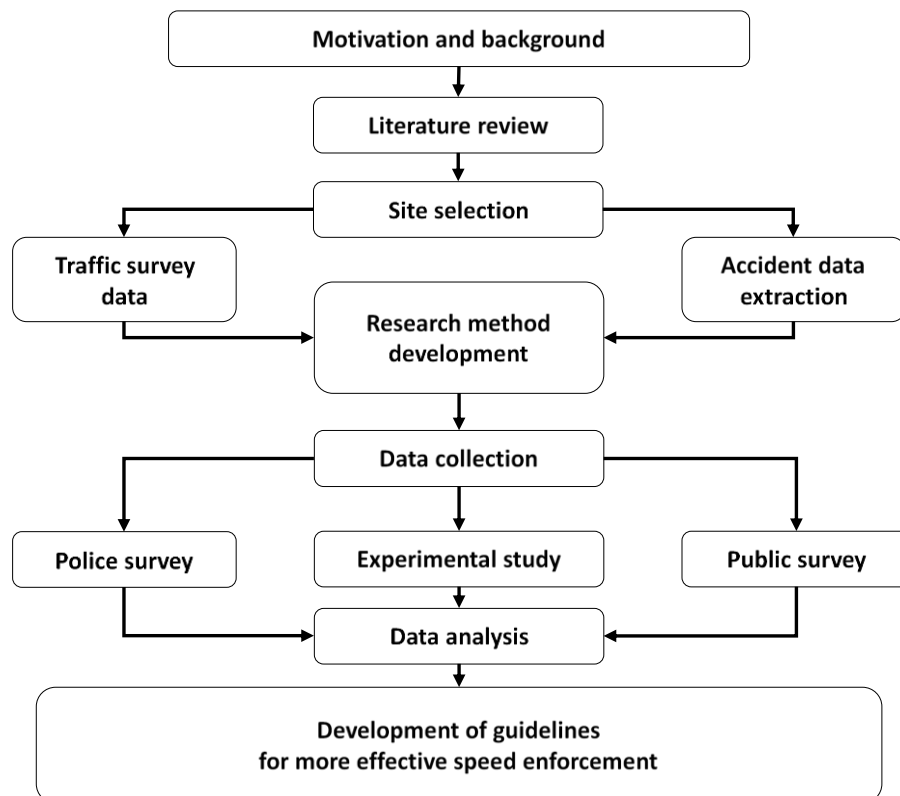 Motivation and background
Literature review
Site selection
Traffic survey
data
Accident data
extraction
Research method
development
Data collection
Police survey
Experimental study
Public survey
Data analysis
Development of guidelines
for more effective speed enforcement